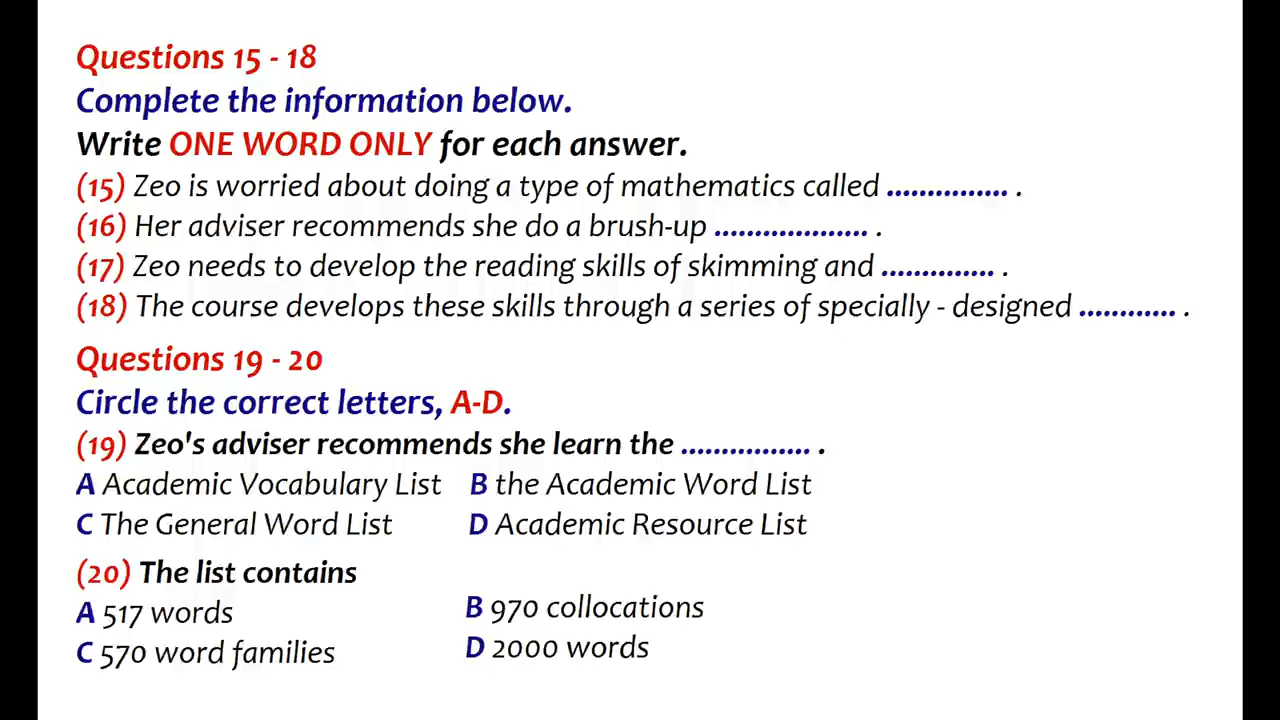 Questions 15 - 18
Complete the information below.
Write ONE WORD ONLY for each answer.
(15) Zeo is worried about doing a type of mathematics called ............... .
(16) Her adviser recommends she do a brush-up ................... .
(17) Zeo needs to develop the reading skills of skimming and .............. .
(18) The course develops these skills through a series of specially - designed ............ .
Questions 19 - 20
Circle the correct letters, A-D.
(19) Zeo's adviser recommends she learn the ................ .
A Academic Vocabulary List B the Academic Word List
C The General Word List D Academic Resource List
(20) The list contains
A 517 words B 970 collocations
C 570 word families D 2000 words